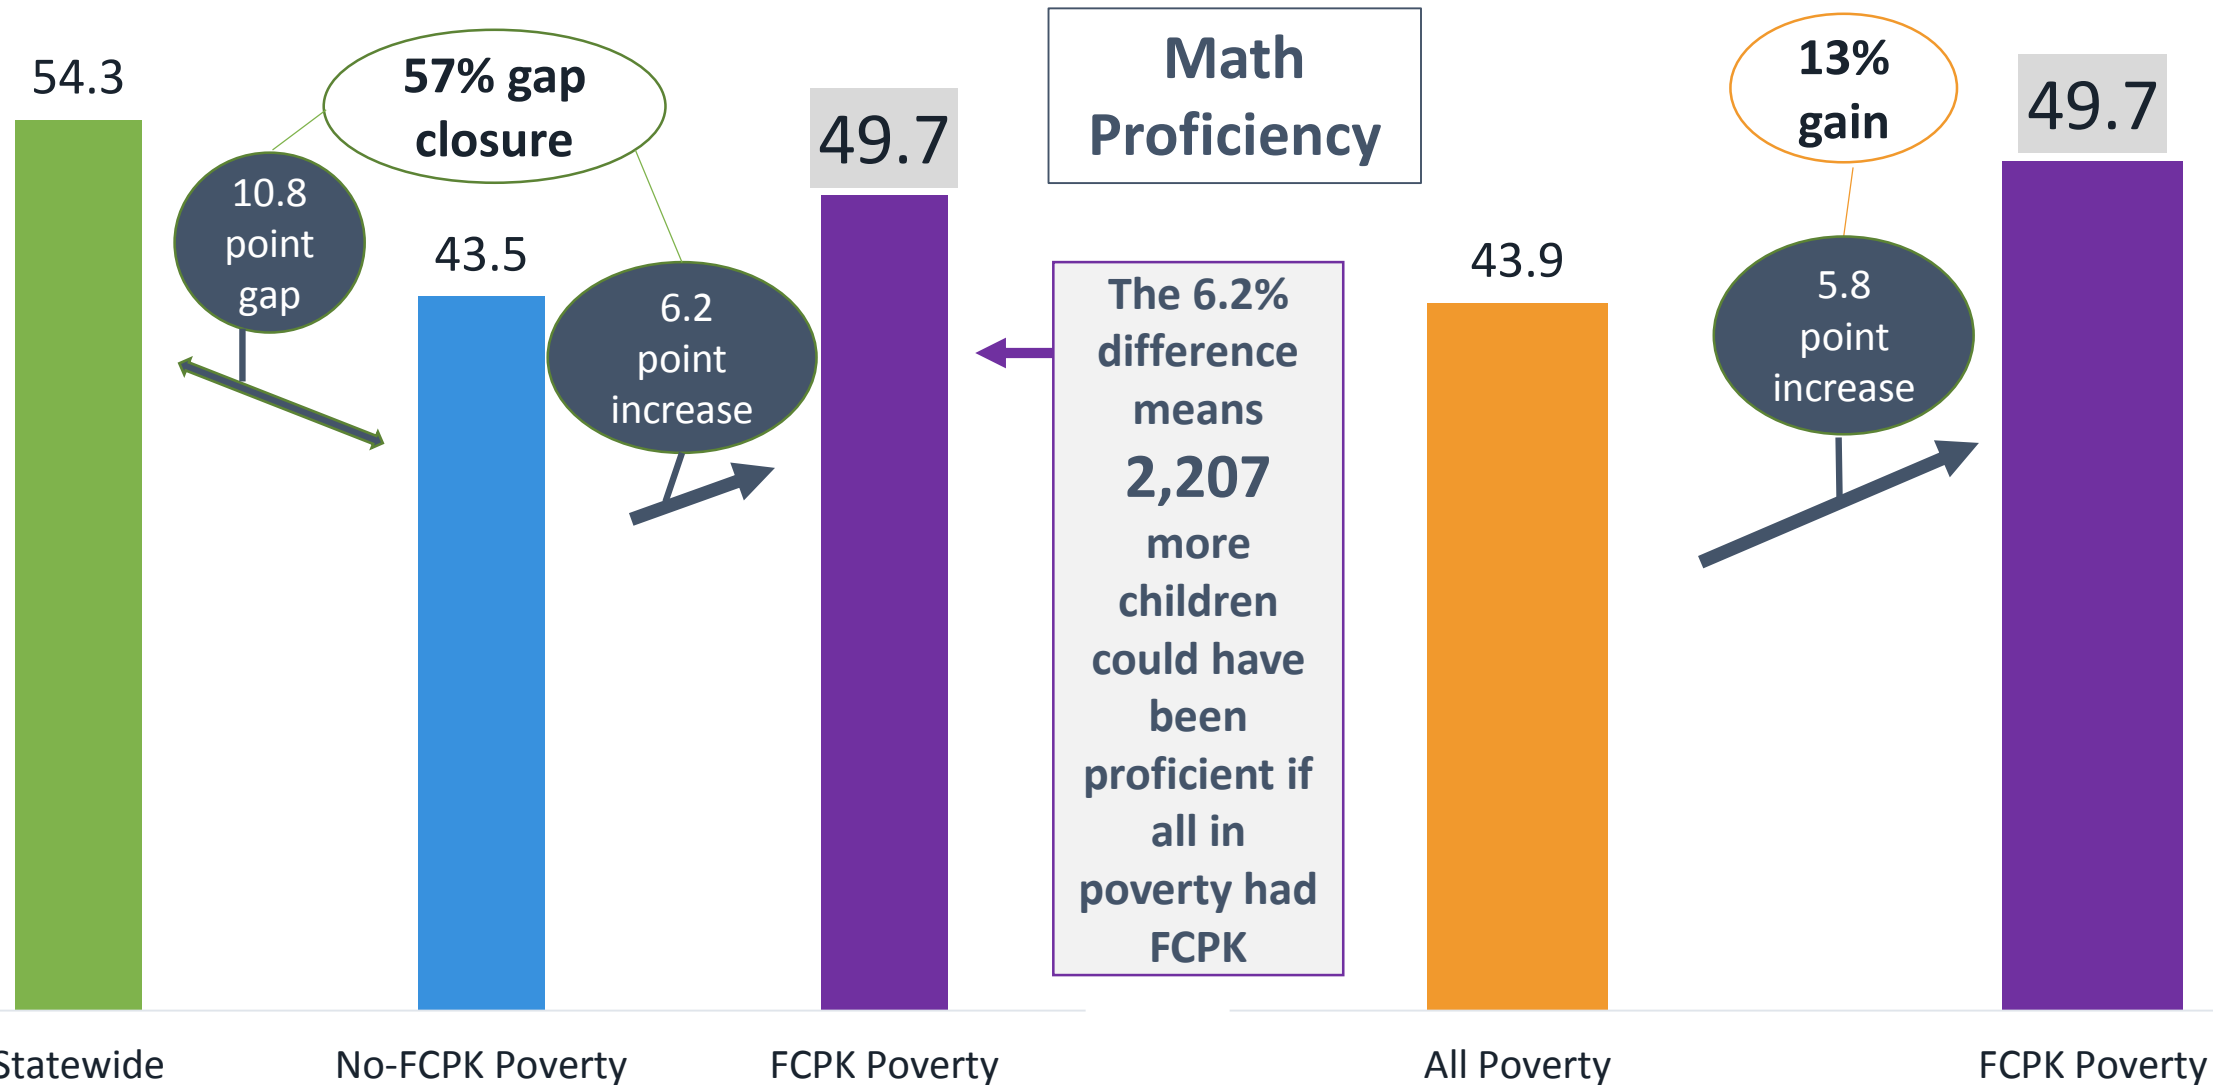 54.3
57% gap
closure
10.8
point
gap
43.5
6.2
point
increase
49.7
Math
Proficiency
The 6.2%
difference
means
2,207
more
children
could have
been
proficient if
all in
poverty had
FCPK
43.9
13%
gain
5.8
point
increase
49.7
Statewide
No-FCPK Poverty
FCPK Poverty
All Poverty
FCPK Poverty